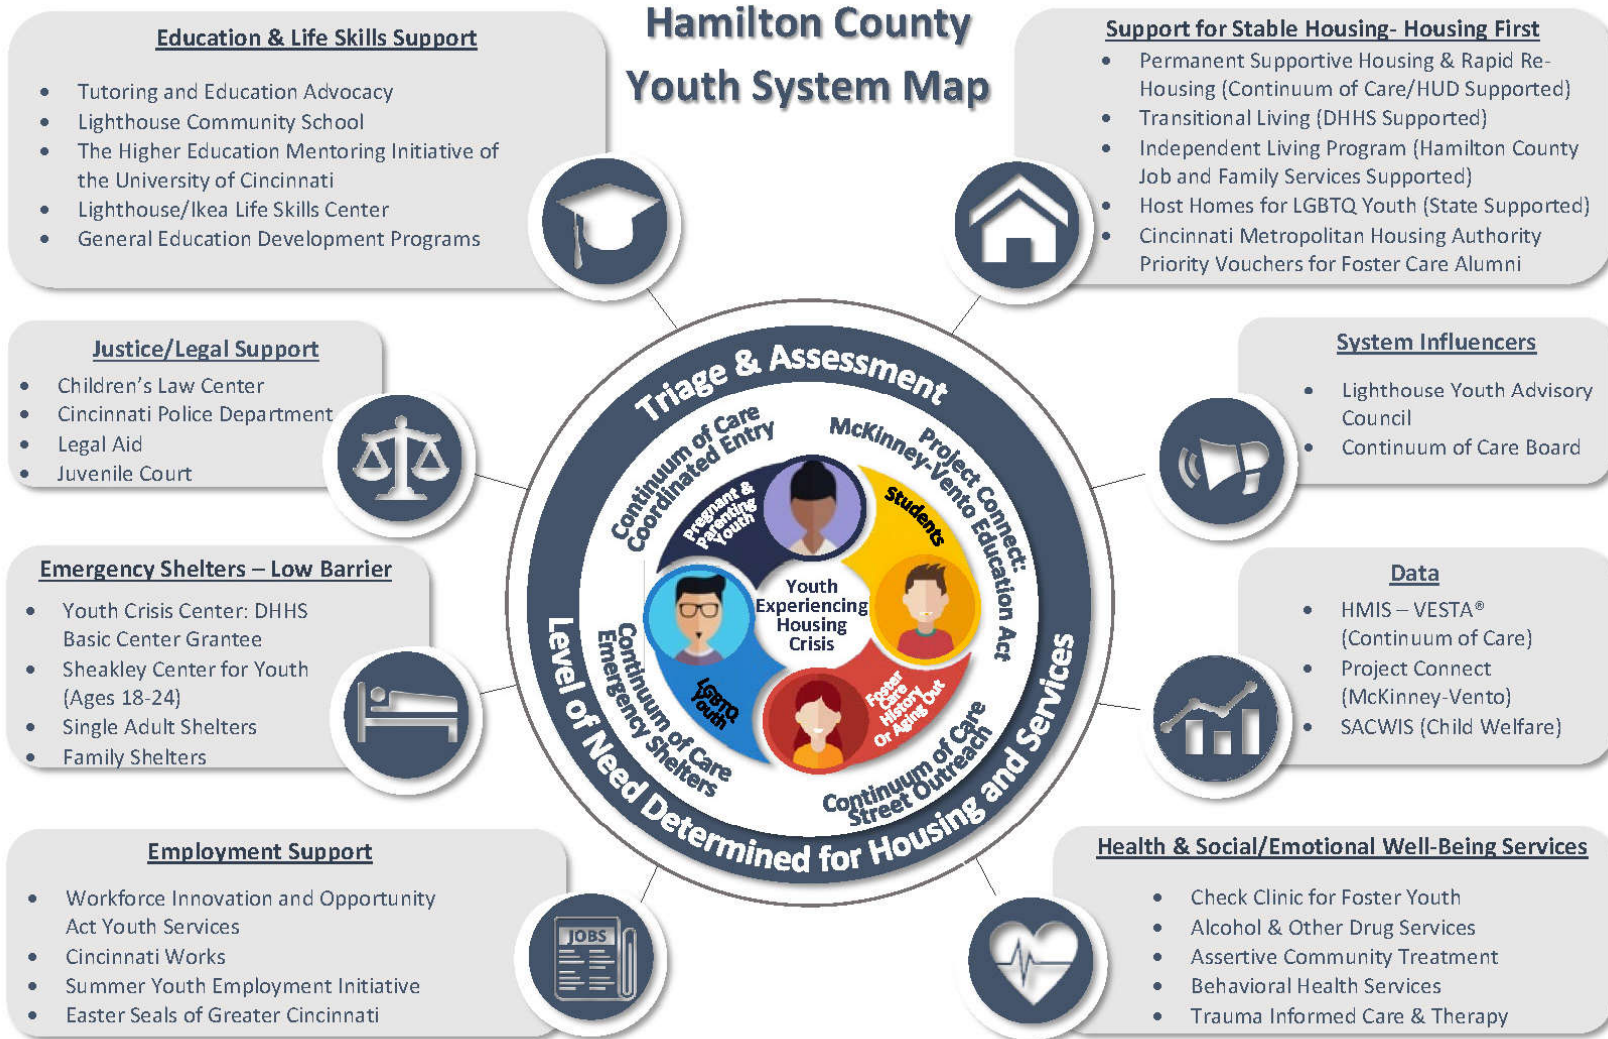 Hamilton County
Youth System Map
Education & Life Skills Support
• Tutoring and Education Advocacy
• Lighthouse Community School
• The Higher Education Mentoring Initiative of
the University of Cincinnati
• Lighthouse/Ikea Life Skills Center
• General Education Development Programs
Support for Stable Housing- Housing First
• Permanent Supportive Housing & Rapid Re-
Housing (Continuum of Care/HUD Supported)
• Transitional Living (DHHS Supported)
• Independent Living Program (Hamilton County
Job and Family Services Supported)
• Host Homes for LGBTQ Youth (State Supported)
• Cincinnati Metropolitan Housing Authority
Priority Vouchers for Foster Care Alumni
Justice/Legal Support
• Children's Law Center
• Cincinnati Police Department
• Legal Aid
• Juvenile Court
System Influencers
• Lighthouse Youth Advisory
Council
• Continuum of Care Board
Triage & Assessment
Continuum of Care
Coordinated Entry
Project Connect:
McKinney-Vento Education Act
Pregnant &
Parenting
Youth
Students
Youth
Experiencing
Housing
Crisis
LGBTQ
Youth
Foster
Care
History
Or Aging Out
Continuum of Care
Emergency Shelters
Continuum of Care
Street Outreach
Level of Need Determined for Housing and Services
Emergency Shelters – Low Barrier
• Youth Crisis Center: DHHS
Basic Center Grantee
• Sheakley Center for Youth
(Ages 18-24)
• Single Adult Shelters
• Family Shelters
Data
• HMIS – VESTA®
(Continuum of Care)
• Project Connect
(McKinney-Vento)
• SACWIS (Child Welfare)
Employment Support
• Workforce Innovation and Opportunity
Act Youth Services
• Cincinnati Works
• Summer Youth Employment Initiative
• Easter Seals of Greater Cincinnati
JOBS
Health & Social/Emotional Well-Being Services
• Check Clinic for Foster Youth
• Alcohol & Other Drug Services
• Assertive Community Treatment
• Behavioral Health Services
• Trauma Informed Care & Therapy